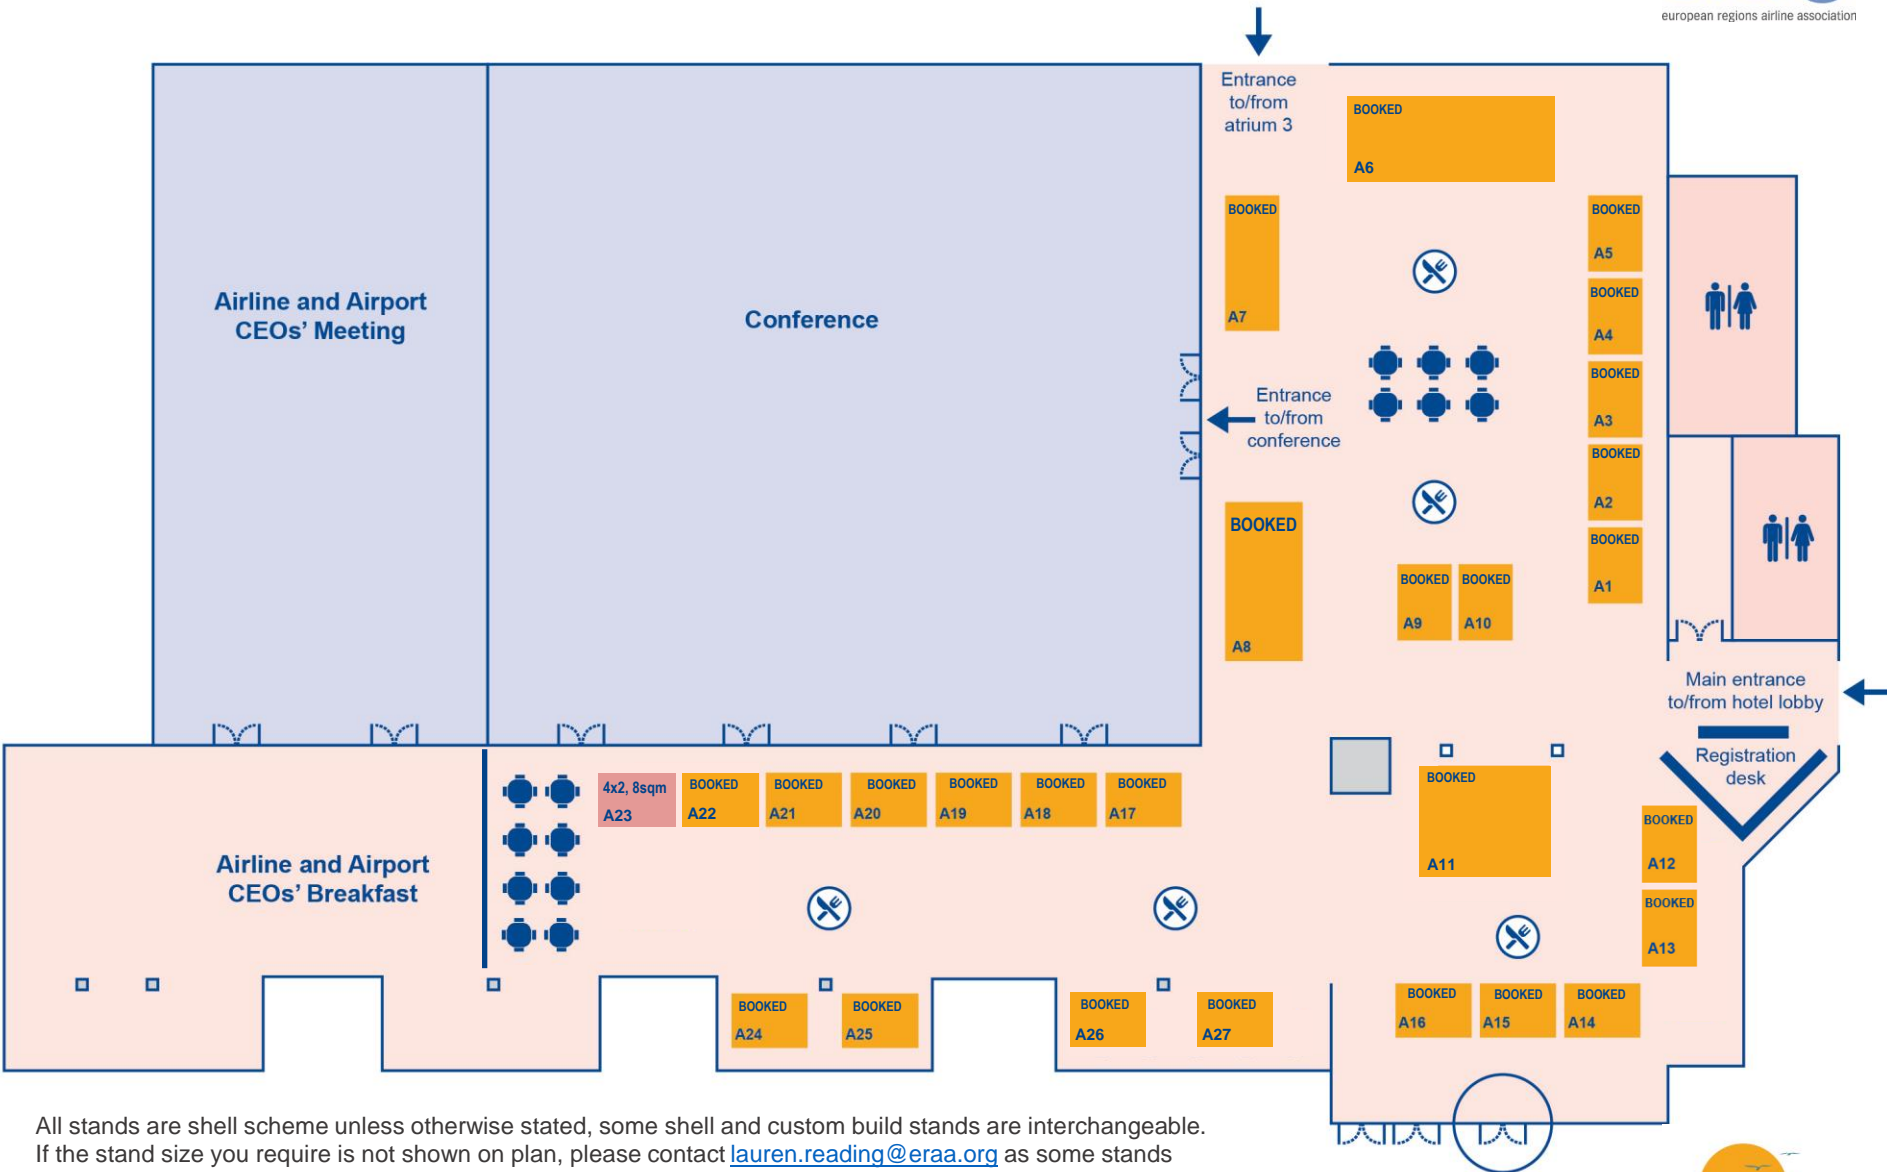 european regions airline association
Entrance
to/from
atrium 3
BOOKED
A6
BOOKED
A7
BOOKED
A5
BOOKED
A4
BOOKED
A3
BOOKED
A2
BOOKED
A1
Airline and Airport
CEOs' Meeting
Conference
Entrance
to/from
conference
BOOKED
A8
BOOKED
A9
BOOKED
A10
Main entrance
to/from hotel lobby
Registration
desk
4x2, 8sqm
A23
BOOKED
A22
BOOKED
A21
BOOKED
A20
BOOKED
A19
BOOKED
A18
BOOKED
A17
BOOKED
A11
BOOKED
A12
BOOKED
A13
Airline and Airport
CEOs' Breakfast
BOOKED
A24
BOOKED
A25
BOOKED
A26
BOOKED
A27
BOOKED
A16
BOOKED
A15
BOOKED
A14
All stands are shell scheme unless otherwise stated, some shell and custom build stands are interchangeable.
If the stand size you require is not shown on plan, please contact lauren.reading@eraa.org as some stands